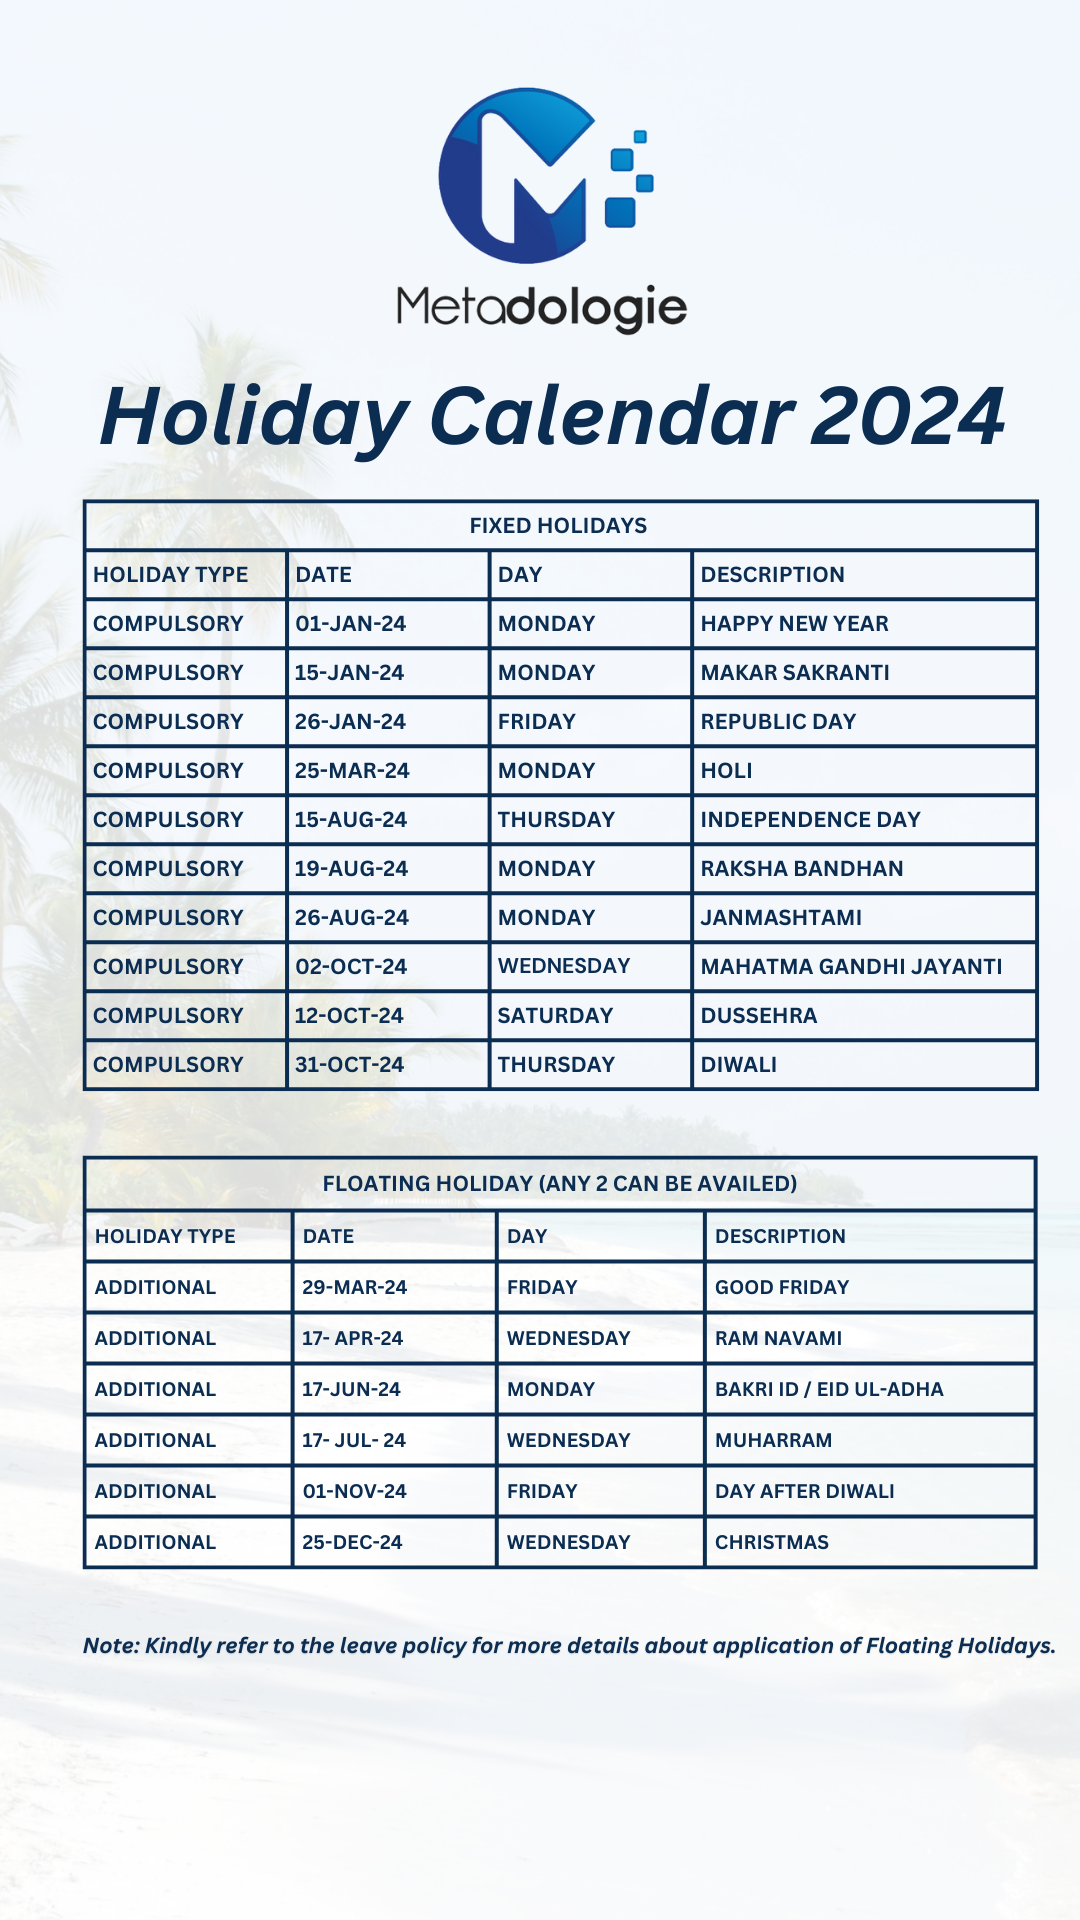 Metadologie
Holiday Calendar 2024
FIXED HOLIDAYS
HOLIDAY TYPE DATE DAY DESCRIPTION
COMPULSORY 01-JAN-24 MONDAY HAPPY NEW YEAR
COMPULSORY 15-JAN-24 MONDAY MAKAR SAKRANTI
COMPULSORY 26-JAN-24 FRIDAY REPUBLIC DAY
COMPULSORY 25-MAR-24 MONDAY HOLI
COMPULSORY 15-AUG-24 THURSDAY INDEPENDENCE DAY
COMPULSORY 19-AUG-24 MONDAY RAKSHA BANDHAN
COMPULSORY 26-AUG-24 MONDAY JANMASHTAMI
COMPULSORY 02-OCT-24 WEDNESDAY MAHATMA GANDHI JAYANTI
COMPULSORY 12-OCT-24 SATURDAY DUSSEHRA
COMPULSORY 31-OCT-24 THURSDAY DIWALI
FLOATING HOLIDAY (ANY 2 CAN BE AVAILED)
HOLIDAY TYPE DATE DAY DESCRIPTION
ADDITIONAL 29-MAR-24 FRIDAY GOOD FRIDAY
ADDITIONAL 17- APR-24 WEDNESDAY RAM NAVAMI
ADDITIONAL 17-JUN-24 MONDAY BAKRI ID / EID UL-ADHA
ADDITIONAL 17- JUL- 24 WEDNESDAY MUHARRAM
ADDITIONAL 01-NOV-24 FRIDAY DAY AFTER DIWALI
ADDITIONAL 25-DEC-24 WEDNESDAY CHRISTMAS
Note: Kindly refer to the leave policy for more details about application of Floating Holidays.